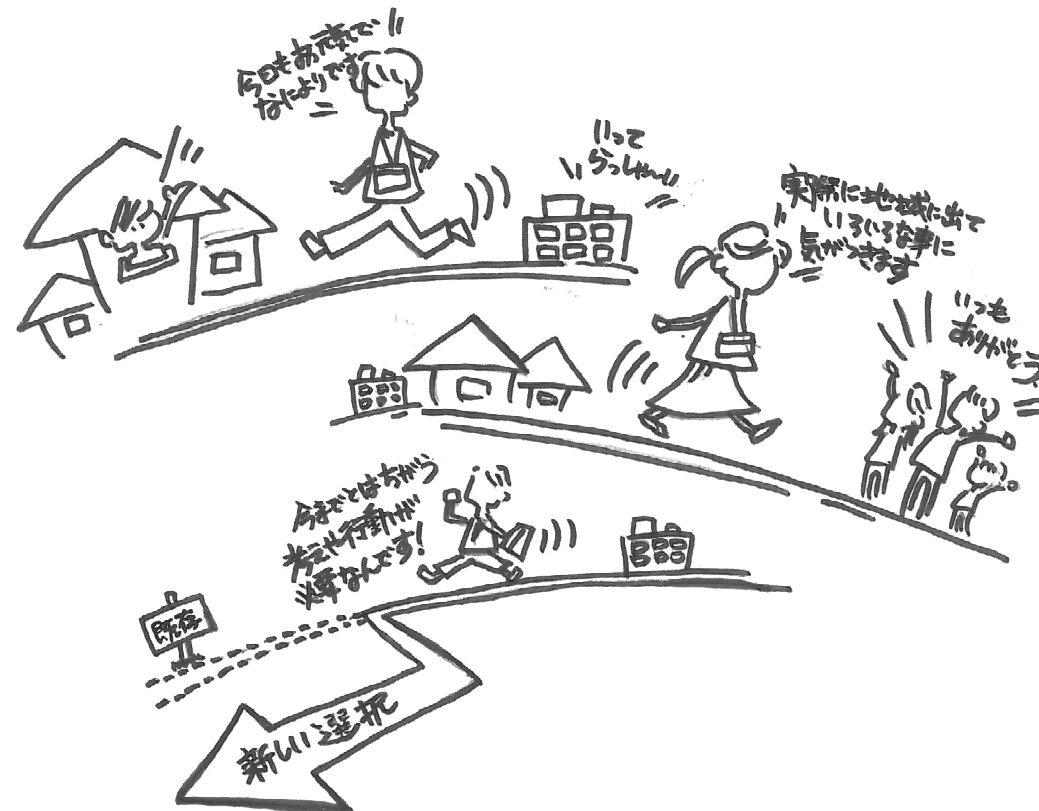 今日もお元気で
なによりです
いって
らっしゃ〜い
実際に地域に出て
いろいろな事に
気がつきます
いつも
ありがとう
今までとはちがう
考えや行動が
必要なんです!
既存
新しい選択